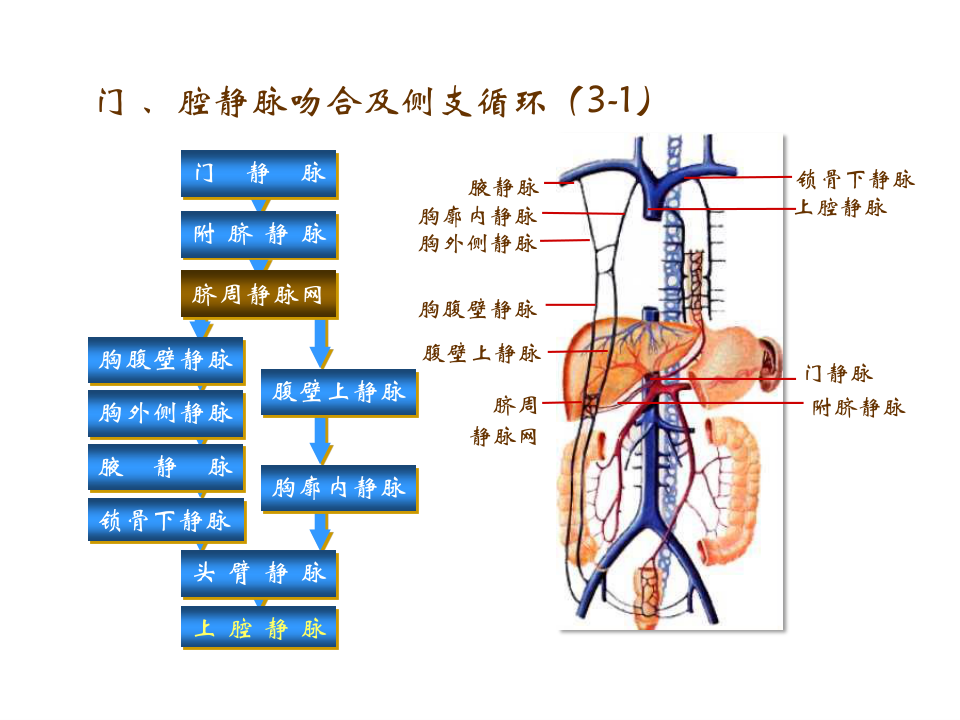 门、腔静脉吻合及侧支循环（3-1）
门静脉
附脐静脉
脐周静脉网
胸腹壁静脉
胸外侧静脉
腋静脉
锁骨下静脉
腹壁上静脉
胸廓内静脉
头臂静脉
上腔静脉
腋静脉
胸廓内静脉
胸外侧静脉
胸腹壁静脉
腹壁上静脉
脐周
静脉网
锁骨下静脉
上腔静脉
门静脉
附脐静脉